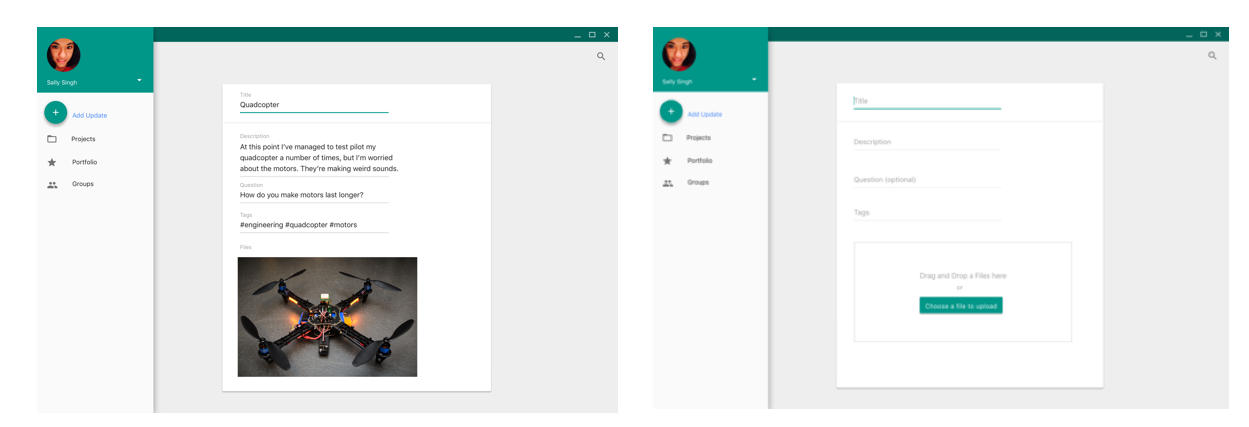 Sally Singh
Add Update
Projects
Portfolio
Groups
Title
Quadcopter
Description
At this point I've managed to test pilot my
quadcopter a number of times, but I'm worried
about the motors. They're making weird sounds.
Question
How do you make motors last longer?
Tags
#engineering #quadcopter #motors
Files
Sally Singh
Add Update
Projects
Portfolio
Groups
Title
Description
Question (optional)
Tags
Drag and Drop a Files here
or
Choose a file to upload